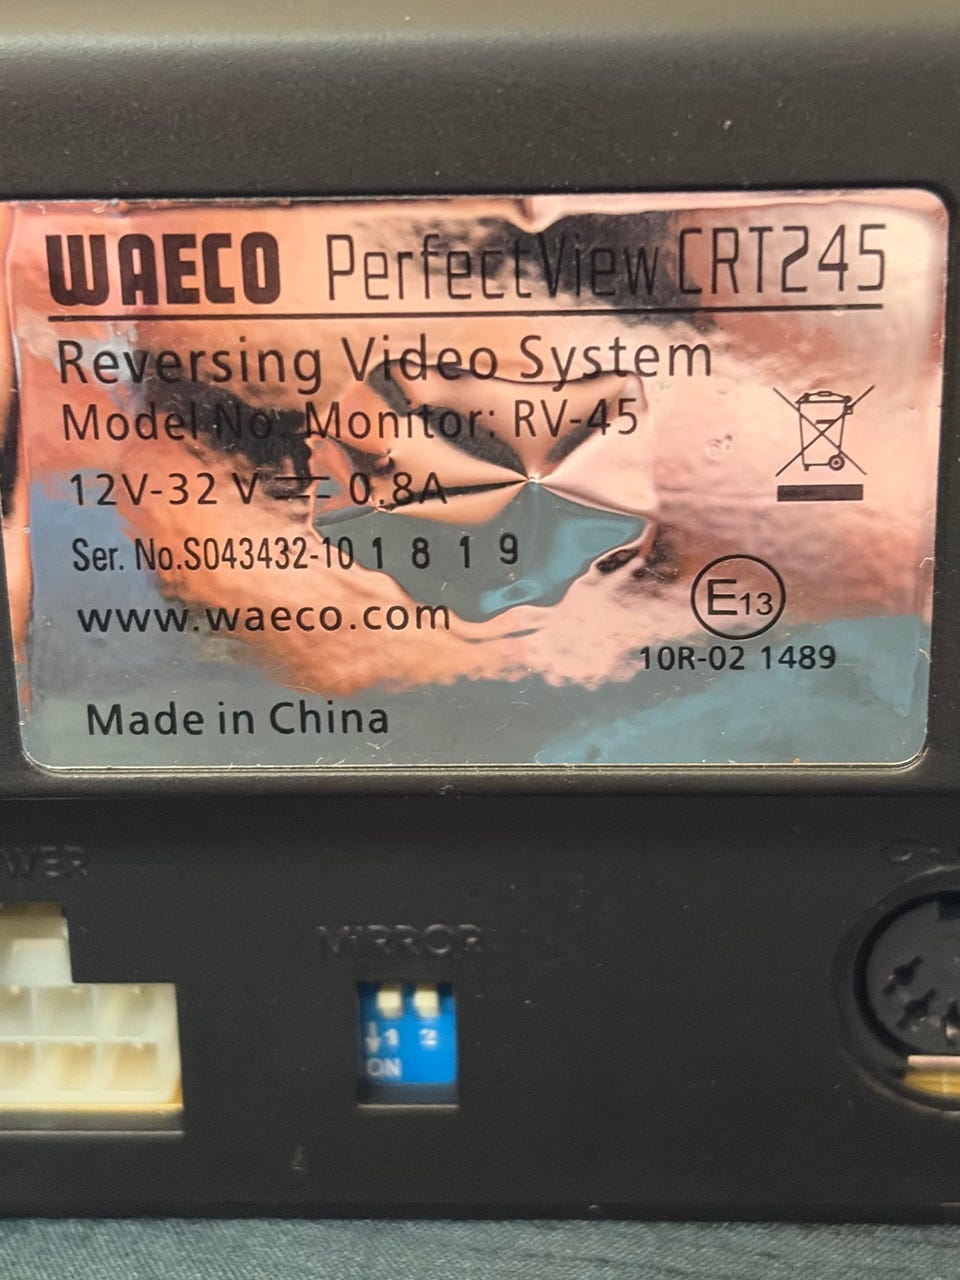 WAECO PerfectView CRT245
Reversing Video System
Model No. Monitor: RV-45
12V-32 V ⎓ 0.8A
Ser. No.S043432-10 1 8 1 9
www.waeco.com
E13
10R-02 1489
Made in China
WER
MIRROR
1 2
ON